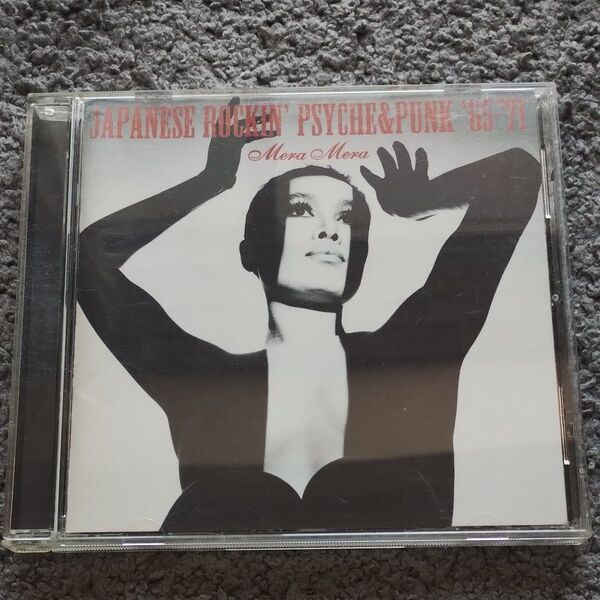 JAPANESE ROCKIN' PSYCHE&PUNK '65-'71
Mera Mera